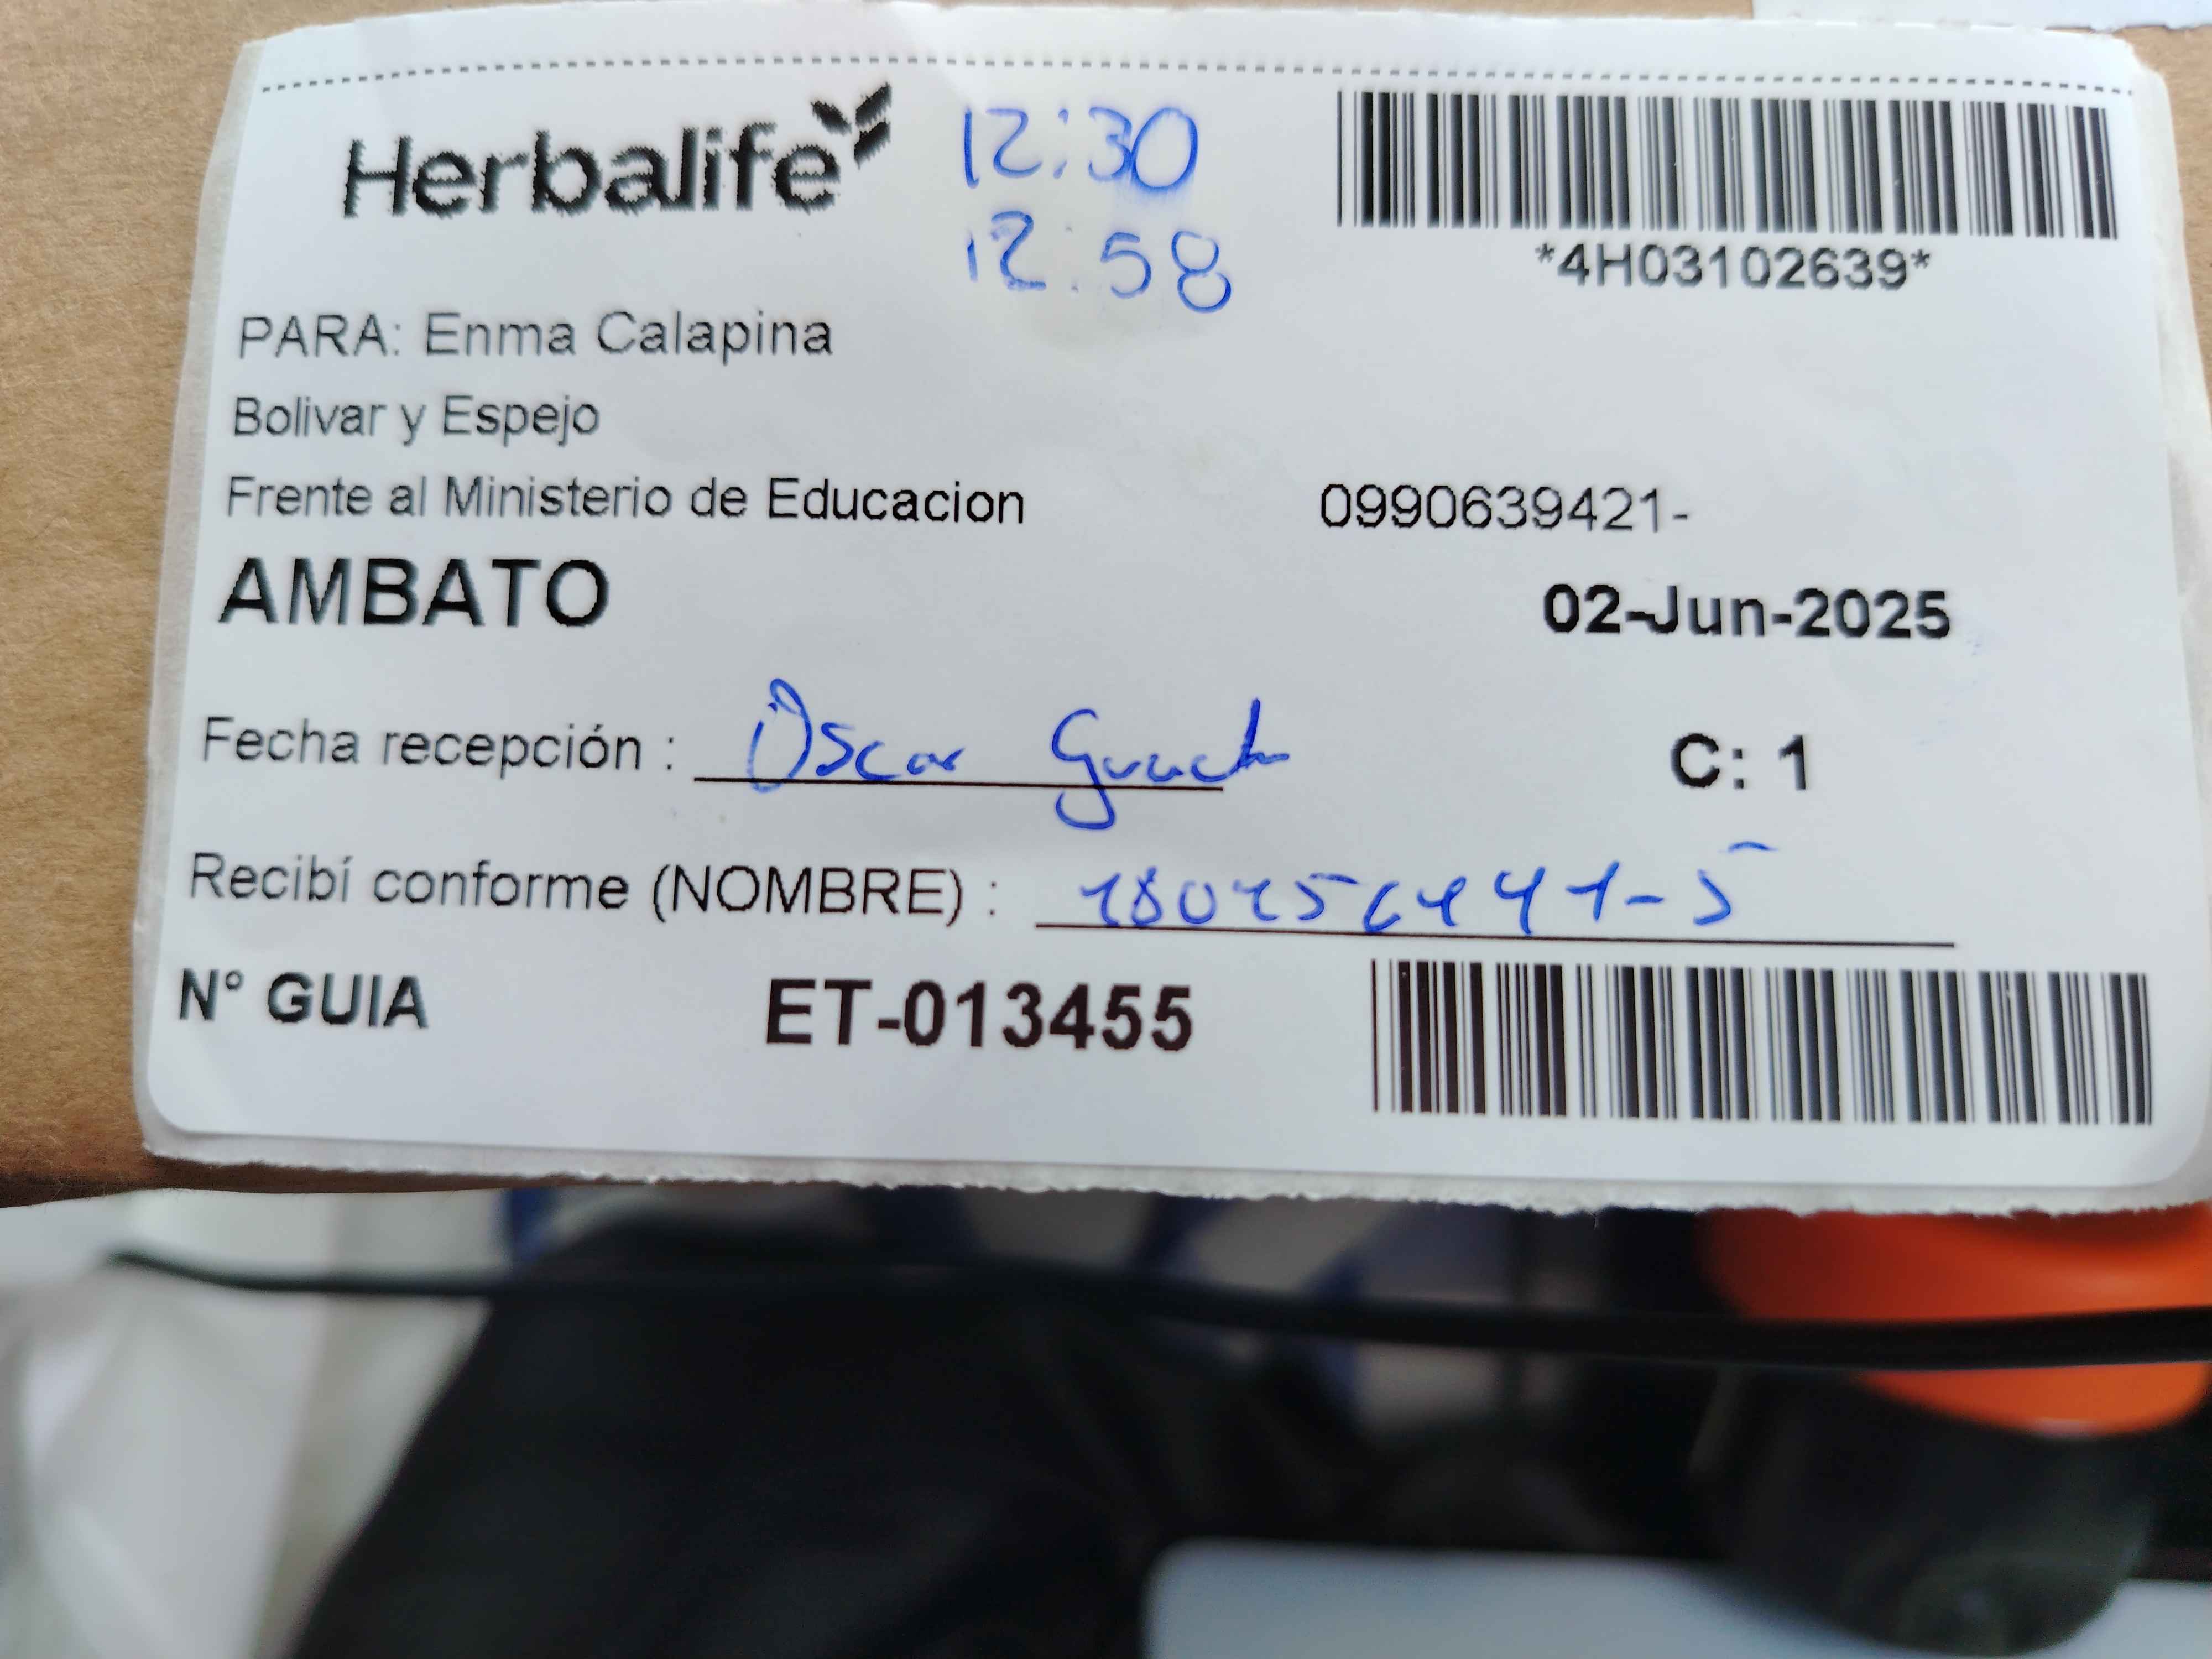 Herbalife
12:30
12:58
*4H03102639*
PARA: Enma Calapina
Bolivar y Espejo
Frente al Ministerio de Educacion 0990639421-
AMBATO 02-Jun-2025
Fecha recepción : Oscar
C: 1
Recibí conforme (NOMBRE) :
N° GUIA ET-013455